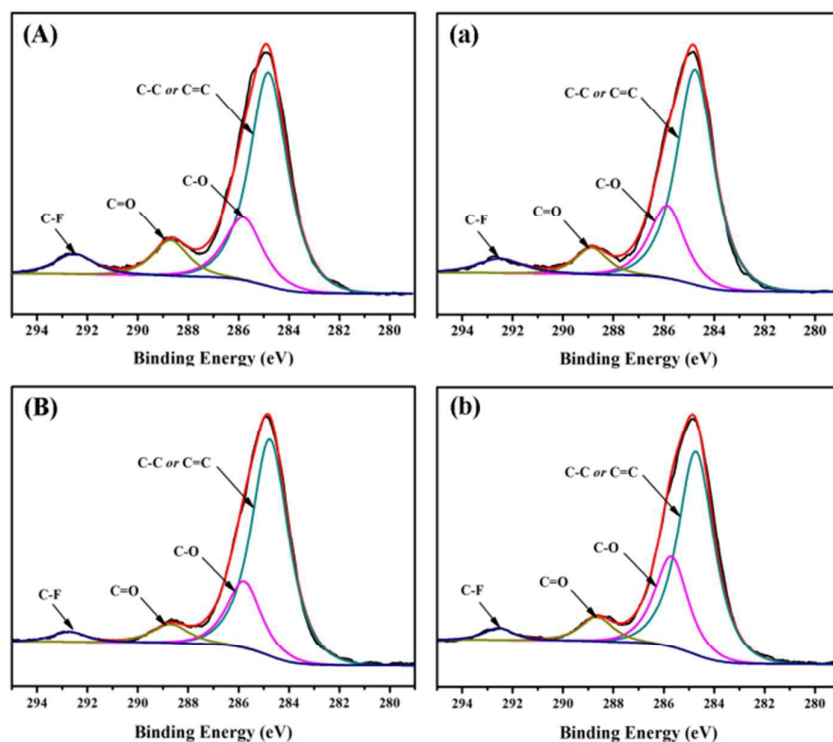 (A)
C-C or C=C
C-O
C=O
C-F
294 292 290 288 286 284 282 280
Binding Energy (eV)
(a)
C-C or C=C
C-O
C=O
C-F
294 292 290 288 286 284 282 280
Binding Energy (eV)
(B)
C-C or C=C
C-O
C=O
C-F
294 292 290 288 286 284 282 280
Binding Energy (eV)
(b)
C-C or C=C
C-O
C=O
C-F
294 292 290 288 286 284 282 280
Binding Energy (eV)